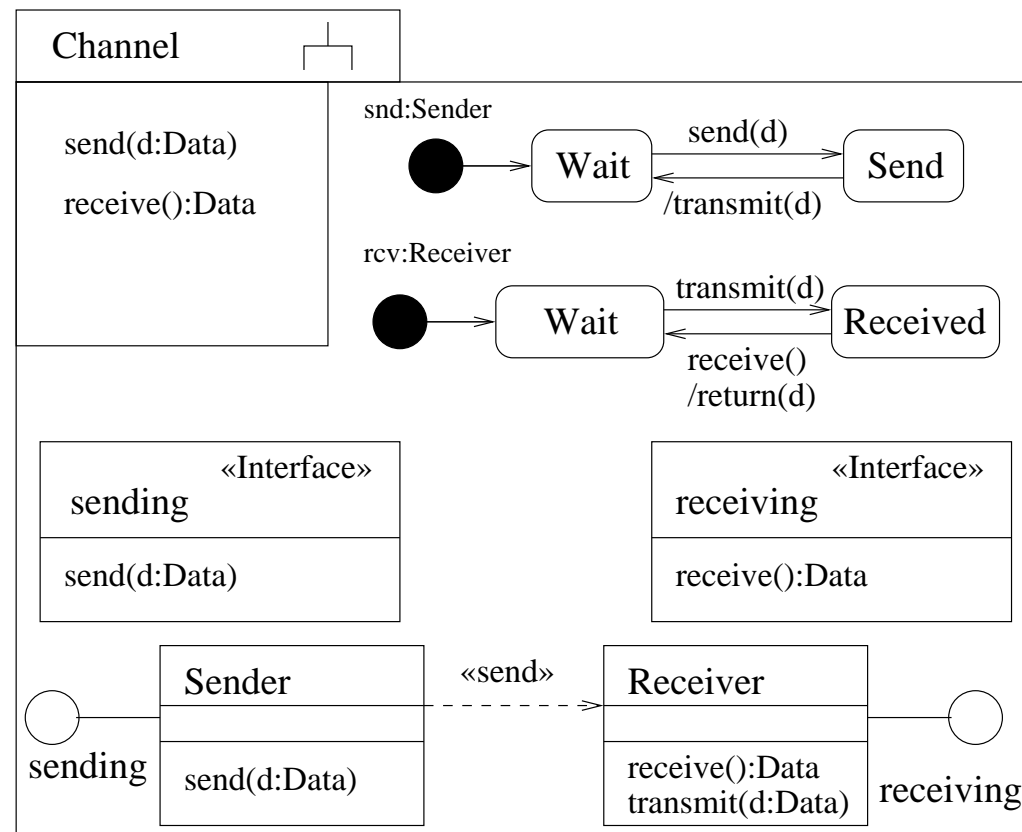 Channel
send(d:Data)
receive():Data
snd:Sender
Wait
send(d)
Send
/transmit(d)
rcv:Receiver
Wait
transmit(d)
Received
receive()
/return(d)
«Interface»
sending
send(d:Data)
«Interface»
receiving
receive():Data
sending
Sender
send(d:Data)
«send»
Receiver
receive():Data
transmit(d:Data)
receiving